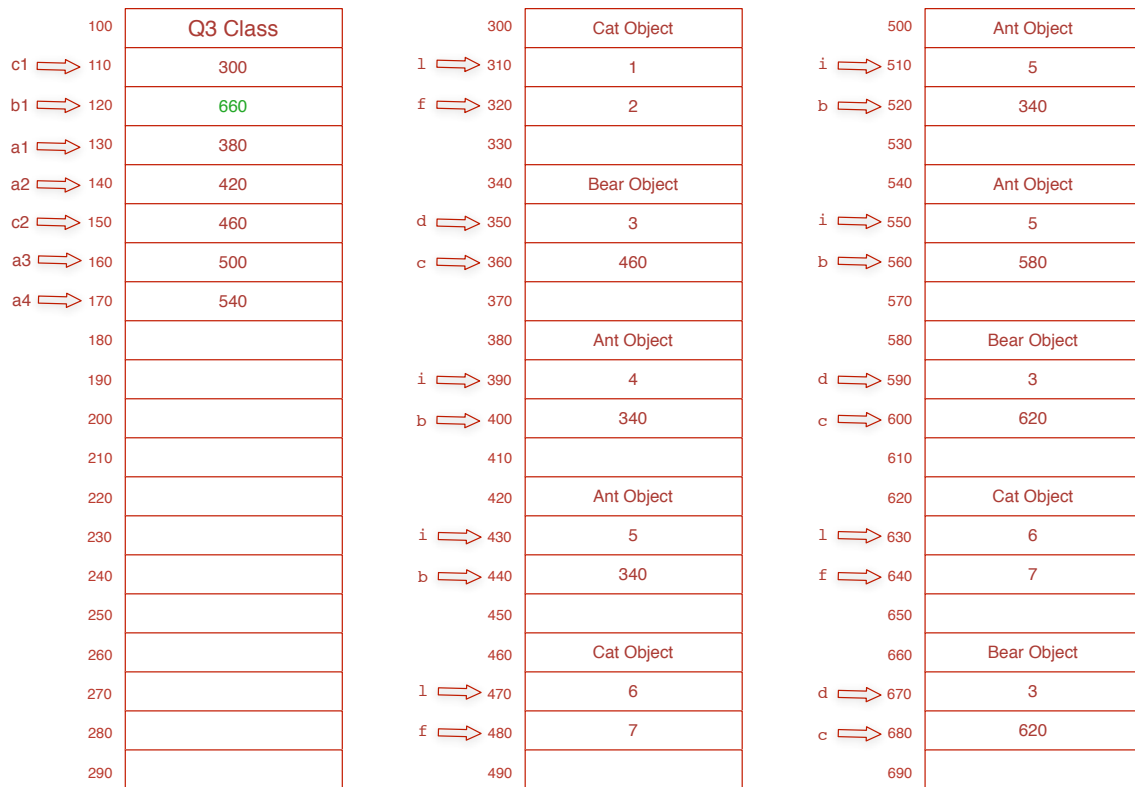 100 Q3 Class
c1 110 300
b1 120 660
a1 130 380
a2 140 420
c2 150 460
a3 160 500
a4 170 540
180
190
200
210
220
230
240
250
260
270
280
290
300 Cat Object
l 310 1
f 320 2
330
340 Bear Object
d 350 3
c 360 460
370
380 Ant Object
i 390 4
b 400 340
410
420 Ant Object
i 430 5
b 440 340
450
460 Cat Object
l 470 6
f 480 7
490
500 Ant Object
i 510 5
b 520 340
530
540 Ant Object
i 550 5
b 560 580
570
580 Bear Object
d 590 3
c 600 620
610
620 Cat Object
l 630 6
f 640 7
650
660 Bear Object
d 670 3
c 680 620
690